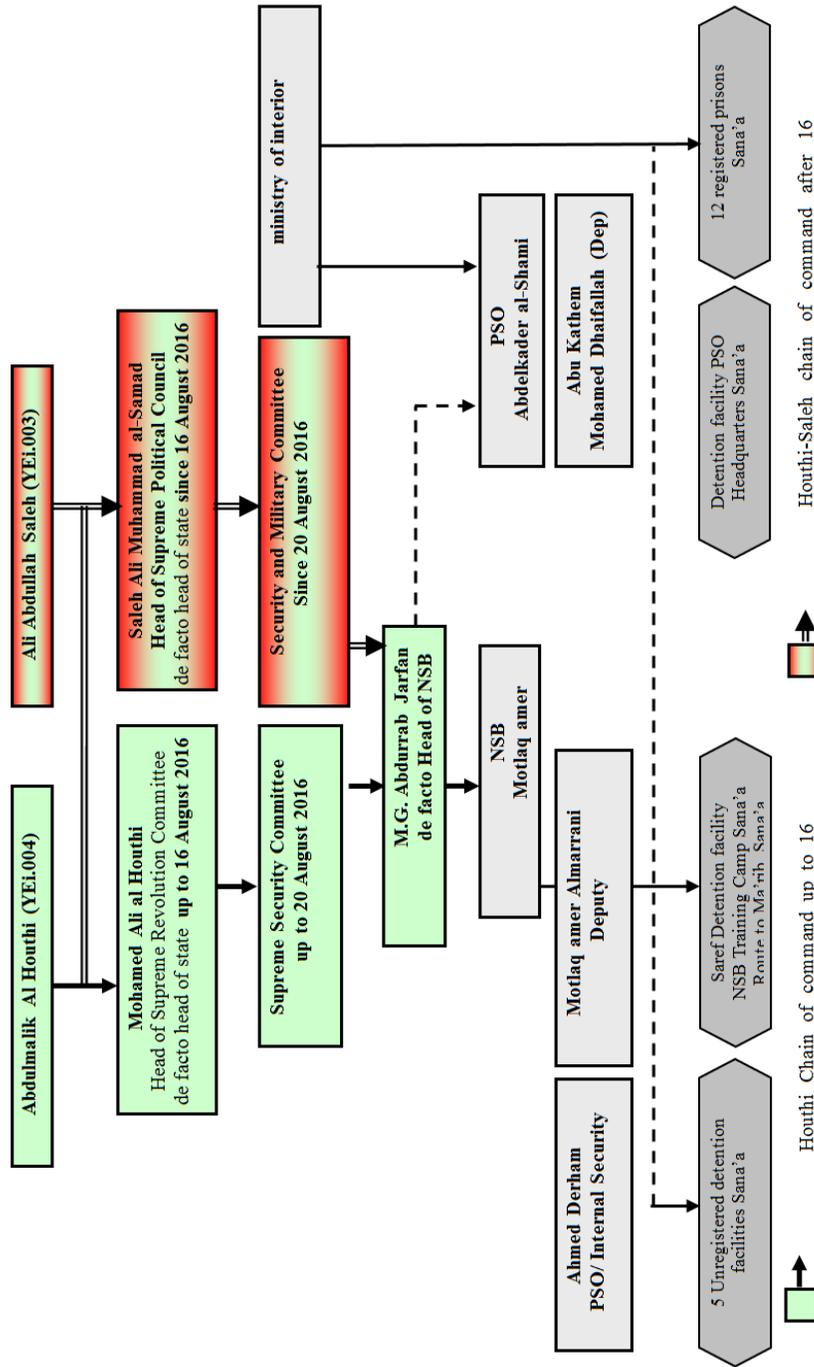 Abdulmalik Al Houthi (YEi.004)
Ali Abdullah Saleh (YEi.003)
Mohamed Ali al Houthi
Head of Supreme Revolution Committee
de facto head of state up to 16 August 2016
Saleh Ali Muhammad al-Samad
Head of Supreme Political Council
de facto head of state since 16 August 2016
Supreme Security Committee
up to 20 August 2016
Security and Military Committee
Since 20 August 2016
ministry of interior
M.G. Abdurrab Jarfan
de facto Head of NSB
NSB
Motlaq amer
PSO
Abdelkader al-Shami
Ahmed Derham
PSO/ Internal Security
Motlaq amer Almarrani
Deputy
Abu Kathem
Mohamed Dhaifallah (Dep)
5 Unregistered detention
facilities Sana’a
Saref Detention facility
NSB Training Camp Sana’a
Route to Ma’rib Sana’a
Detention facility PSO
Headquarters Sana’a
12 registered prisons
Sana’a
Houthi Chain of command up to 16
Houthi-Saleh chain of command after 16